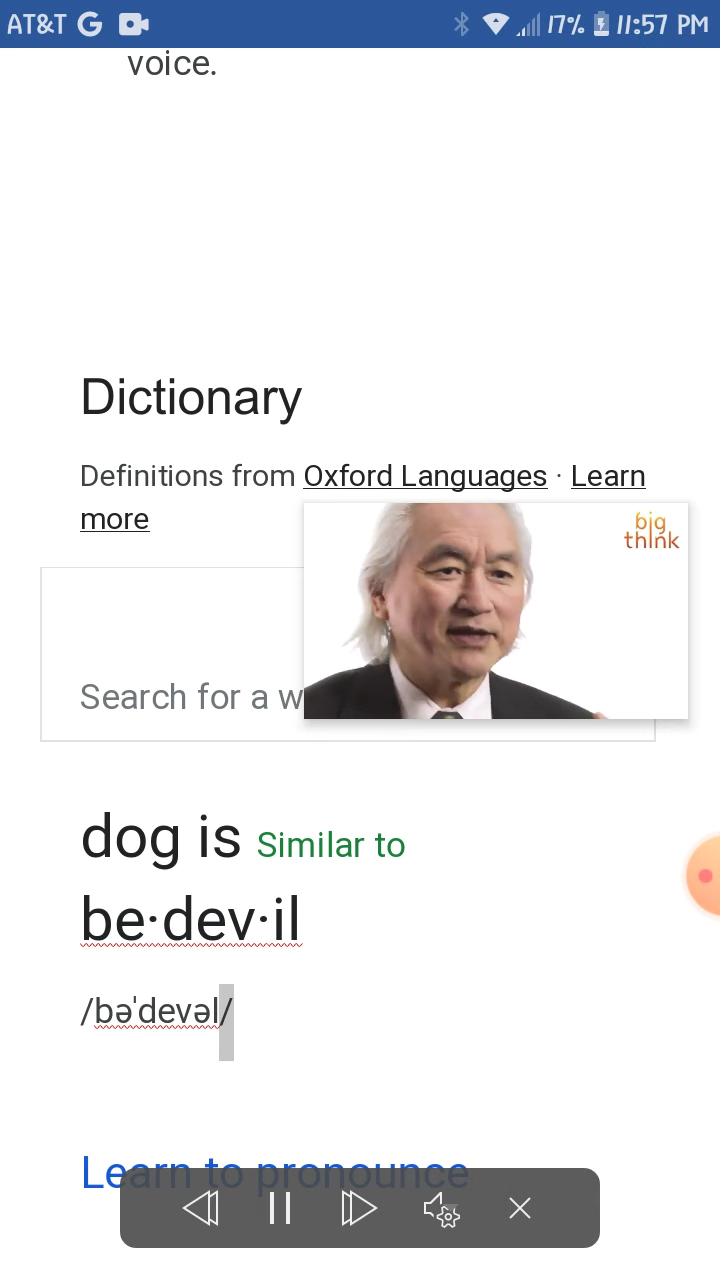 AT&T G 17% 11:57 PM
voice.
Dictionary
Definitions from Oxford Languages · Learn
more
big
think
Search for a w
dog is Similar to
be·dev·il
/bəˈdevəl/
Learn to pronounce